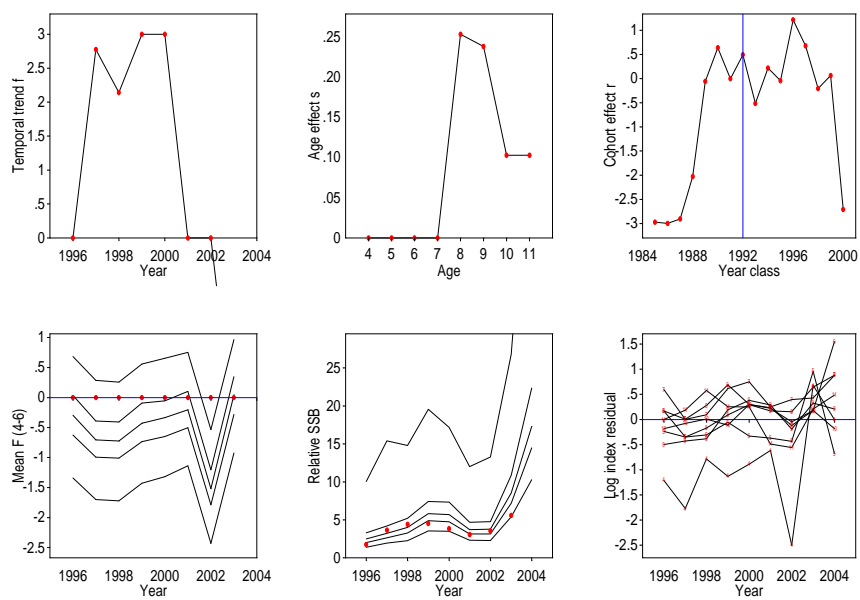 Temporal trend f
3
2.5
2
1.5
1
.5
0
1996 1998 2000 2002 2004
Year
Age effect s
.25
.20
.15
.10
.05
0
4 5 6 7 8 9 10 11
Age
Cohort effect r
1
.5
0
-.5
-1
-1.5
-2
-2.5
-3
1984 1988 1992 1996 2000
Year class
Mean F (4-6)
1
.5
0
-.5
-1
-1.5
-2
-2.5
1996 1998 2000 2002 2004
Year
Relative SSB
25
20
15
10
5
0
1996 1998 2000 2002 2004
Year
Log index residual
1.5
1
.5
0
-.5
-1
-1.5
-2
-2.5
1996 1998 2000 2002 2004
Year